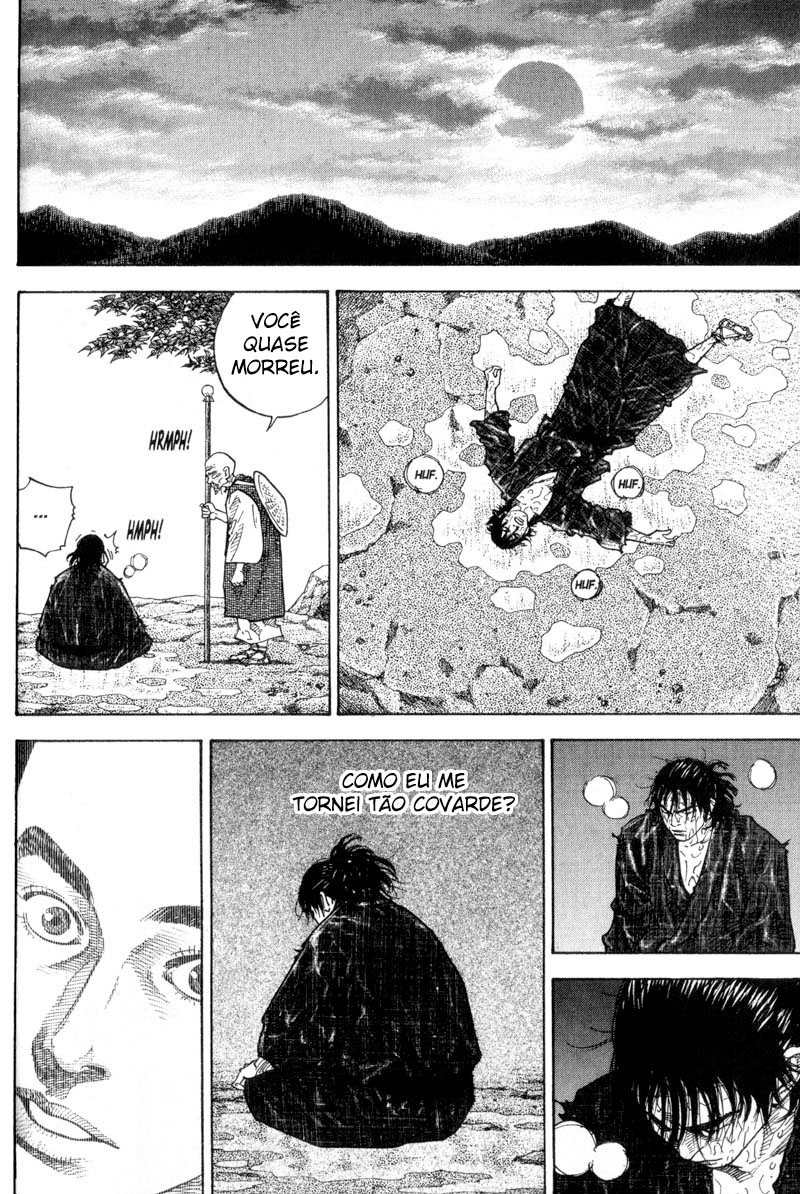 HUF.
HUF.
HUF.
VOCÊ
QUASE
MORREU.
HRMPH!
HMPH!
...
COMO EU ME
TORNEI TÃO COVARDE?